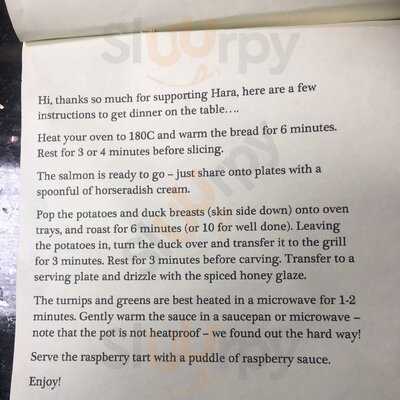 Slurpy
Hi, thanks so much for supporting Hara, here are a few
instructions to get dinner on the table….
Heat your oven to 180C and warm the bread for 6 minutes.
Rest for 3 or 4 minutes before slicing.
The salmon is ready to go – just share onto plates with a
spoonful of horseradish cream.
Pop the potatoes and duck breasts (skin side down) onto oven
trays, and roast for 6 minutes (or 10 for well done). Leaving
the potatoes in, turn the duck over and transfer it to the grill
for 3 minutes. Rest for 3 minutes before carving. Transfer to a
serving plate and drizzle with the spiced honey glaze.
The turnips and greens are best heated in a microwave for 1-2
minutes. Gently warm the sauce in a saucepan or microwave –
note that the pot is not heatproof – we found out the hard way!
Serve the raspberry tart with a puddle of raspberry sauce.
Enjoy!